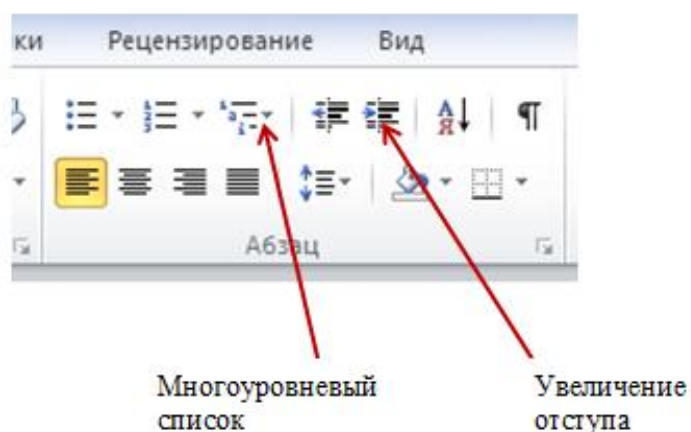 ки Рецензирование Вид
Абзац
Многоуровневый список
Увеличение отступа